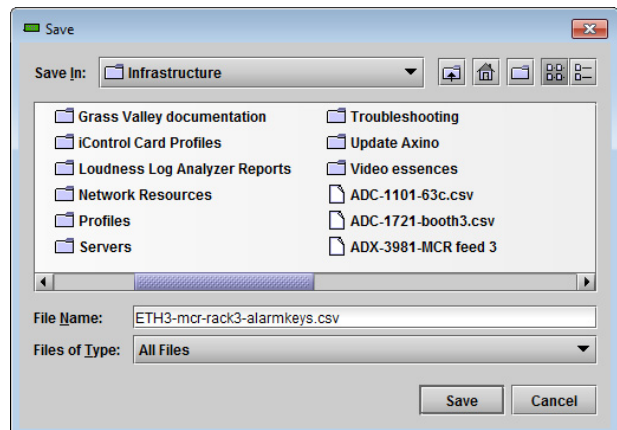 Save
Save In: Infrastructure
Grass Valley documentation Troubleshooting
iControl Card Profiles Update Axino
Loudness Log Analyzer Reports Video essences
Network Resources ADC-1101-63c.csv
Profiles ADC-1721-booth3.csv
Servers ADX-3981-MCR feed 3
File Name: ETH3-mcr-rack3-alarmkeys.csv
Files of Type: All Files
Save Cancel